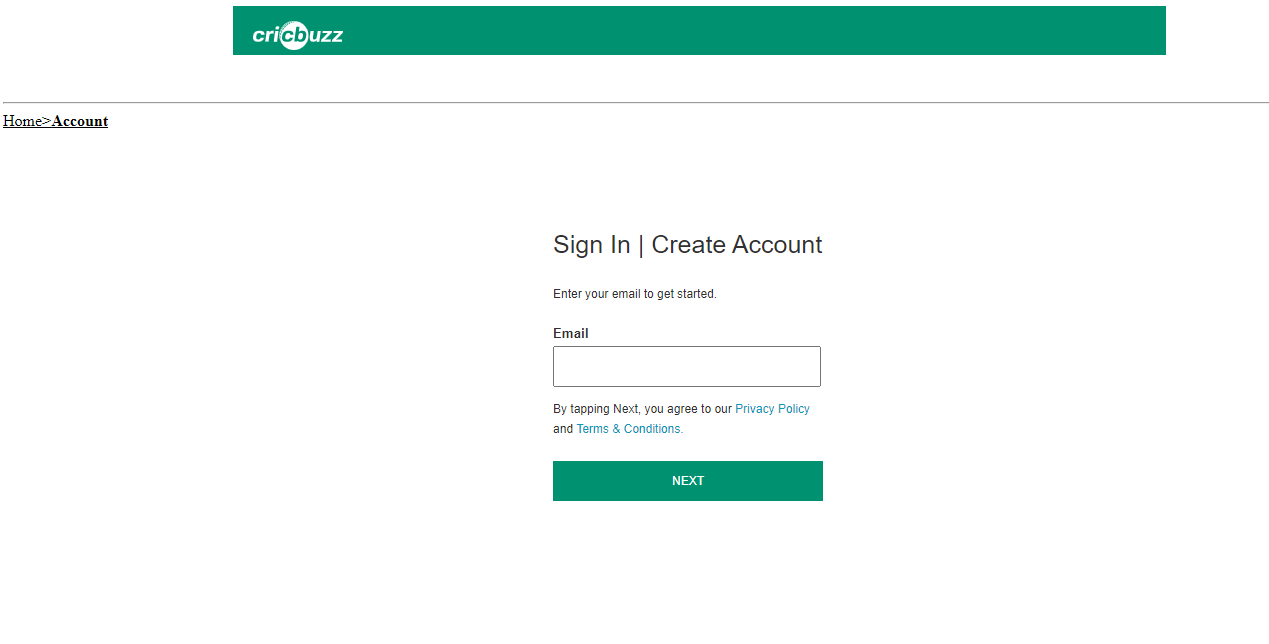 cricbuzz
Home>Account
Sign In | Create Account
Enter your email to get started.
Email
By tapping Next, you agree to our Privacy Policy
and Terms & Conditions.
NEXT